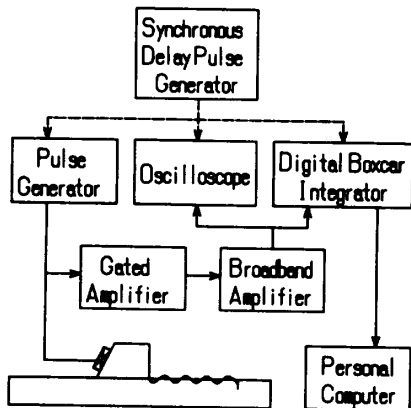 Synchronous
Delay Pulse
Generator
Pulse
Generator
Oscilloscope
Digital Boxcar
Integrator
Gated
Amplifier
Broadband
Amplifier
Personal
Computer